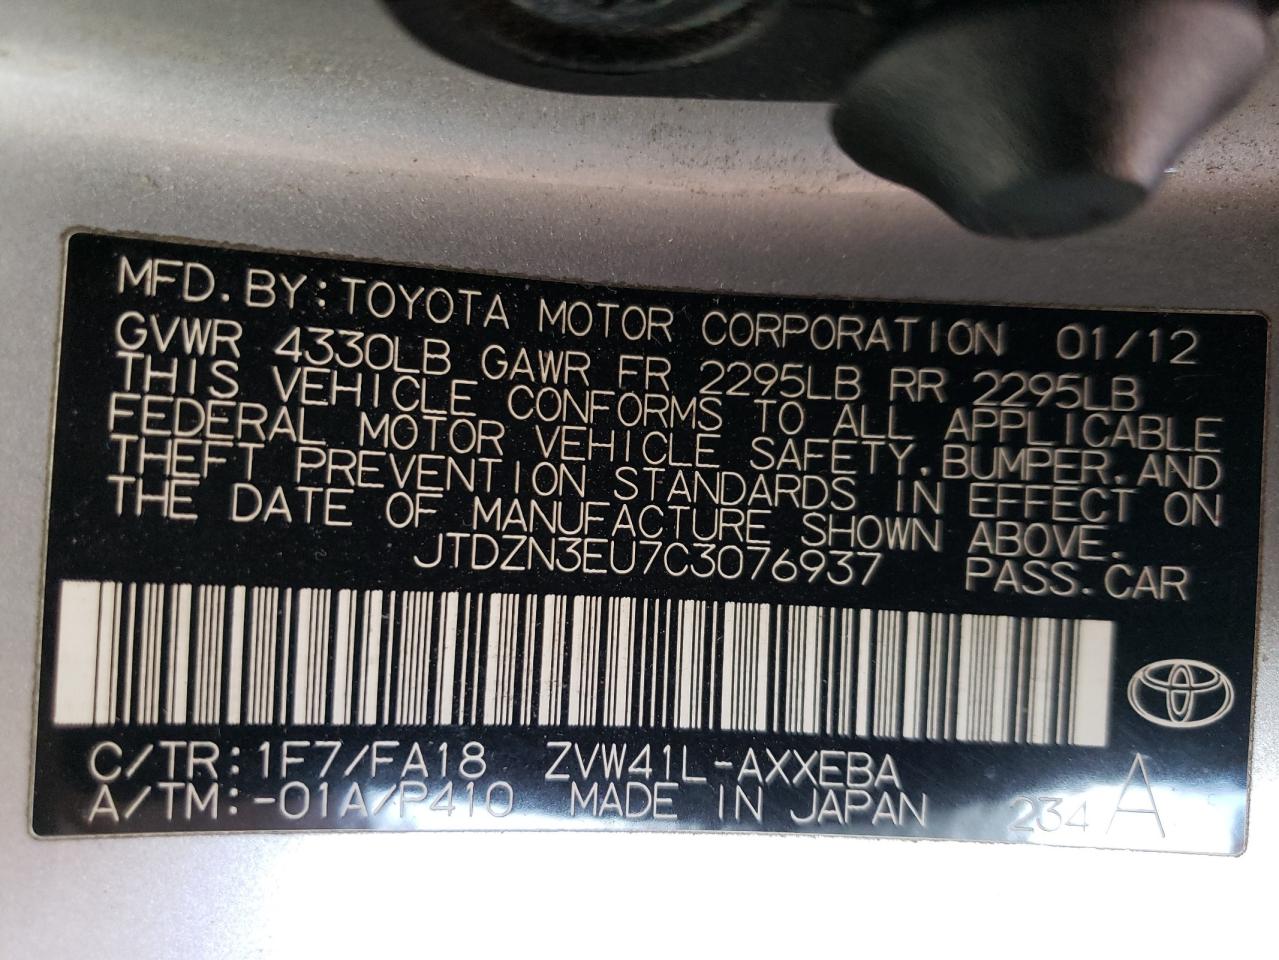 MFD. BY: TOYOTA MOTOR CORPORATION 01/12
GVWR 4330LB GAWR FR 2295LB RR 2295LB
THIS VEHICLE CONFORMS TO ALL APPLICABLE
FEDERAL MOTOR VEHICLE SAFETY, BUMPER, AND
THEFT PREVENTION STANDARDS IN EFFECT ON
THE DATE OF MANUFACTURE SHOWN ABOVE.
JTDZN3EU7C3076937 PASS. CAR
C/TR: 1F7/FA18 ZVW41L-AXXEBA
A/TM: -01A/P410 MADE IN JAPAN 234 A